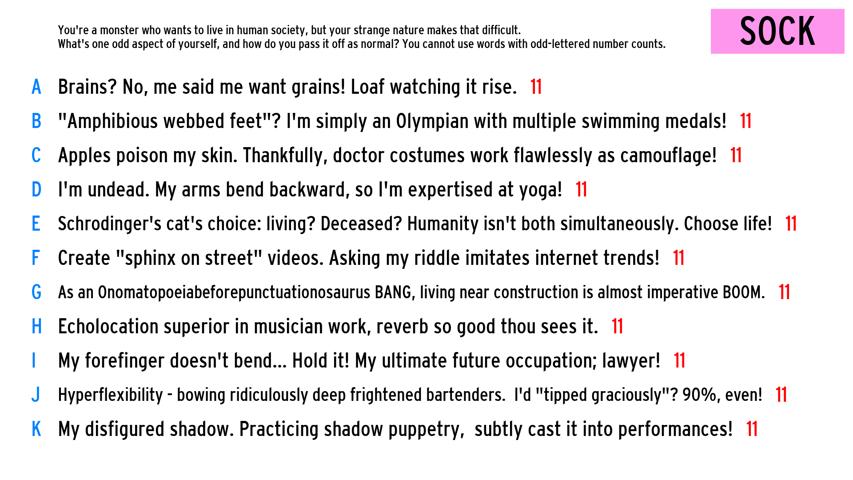 You're a monster who wants to live in human society, but your strange nature makes that difficult.
What's one odd aspect of yourself, and how do you pass it off as normal? You cannot use words with odd-lettered number counts.
SOCK
A Brains? No, me said me want grains! Loaf watching it rise. 11
B "Amphibious webbed feet"? I'm simply an Olympian with multiple swimming medals! 11
C Apples poison my skin. Thankfully, doctor costumes work flawlessly as camouflage! 11
D I'm undead. My arms bend backward, so I'm expertised at yoga! 11
E Schrodinger's cat's choice: living? Deceased? Humanity isn't both simultaneously. Choose life! 11
F Create "sphinx on street" videos. Asking my riddle imitates internet trends! 11
G As an Onomatopoeiabeforepunctuationosaurus BANG, living near construction is almost imperative BOOM. 11
H Echolocation superior in musician work, reverb so good thou sees it. 11
I My forefinger doesn't bend... Hold it! My ultimate future occupation; lawyer! 11
J Hyperflexibility - bowing ridiculously deep frightened bartenders. I'd "tipped graciously"? 90%, even! 11
K My disfigured shadow. Practicing shadow puppetry, subtly cast it into performances! 11